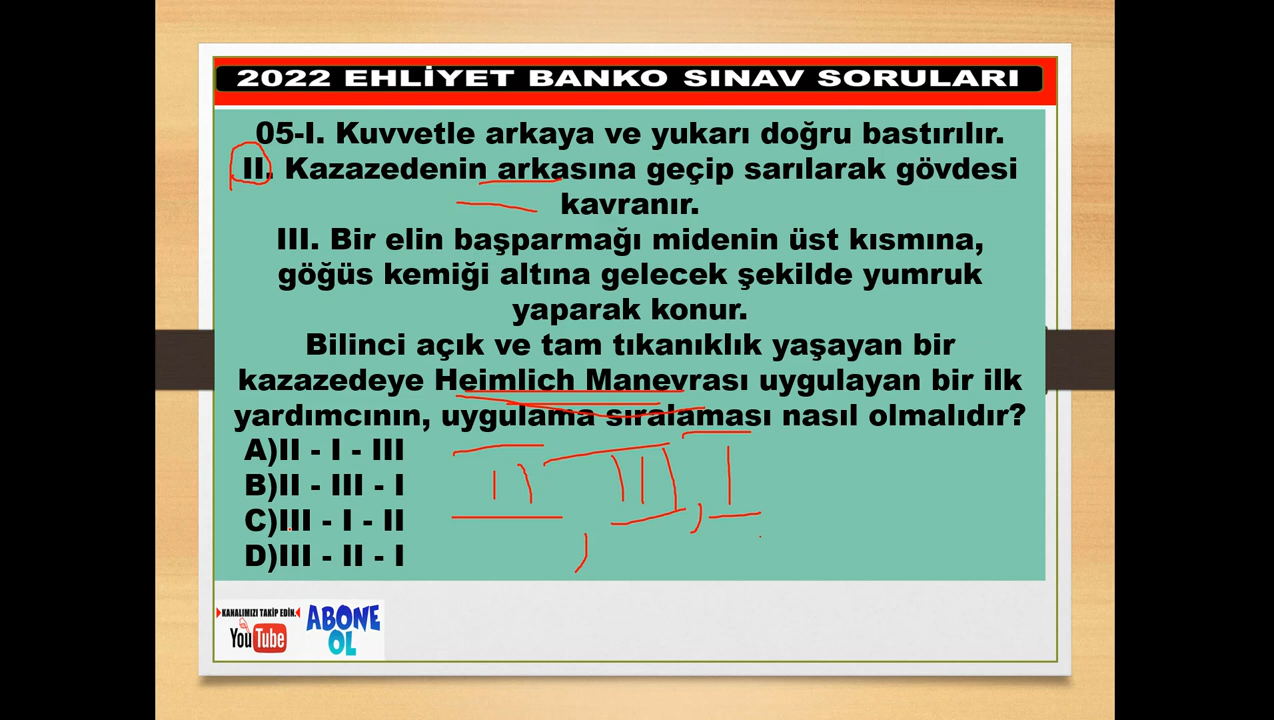 2022 EHLİYET BANKO SINAV SORULARI
05-I. Kuvvetle arkaya ve yukarı doğru bastırılır.
II. Kazazedenin arkasına geçip sarılarak gövdesi
kavranır.
III. Bir elin başparmağı midenin üst kısmına,
göğüs kemiği altına gelecek şekilde yumruk
yaparak konur.
Bilinci açık ve tam tıkanıklık yaşayan bir
kazazedeye Heimlich Manevrası uygulayan bir ilk
yardımcının, uygulama sıralaması nasıl olmalıdır?
A)II - I - III
B)II - III - I
C)III - I - II
D)III - II - I
II, III, I
KANALIMIZI TAKİP EDİN.
YouTube
ABONE
OL